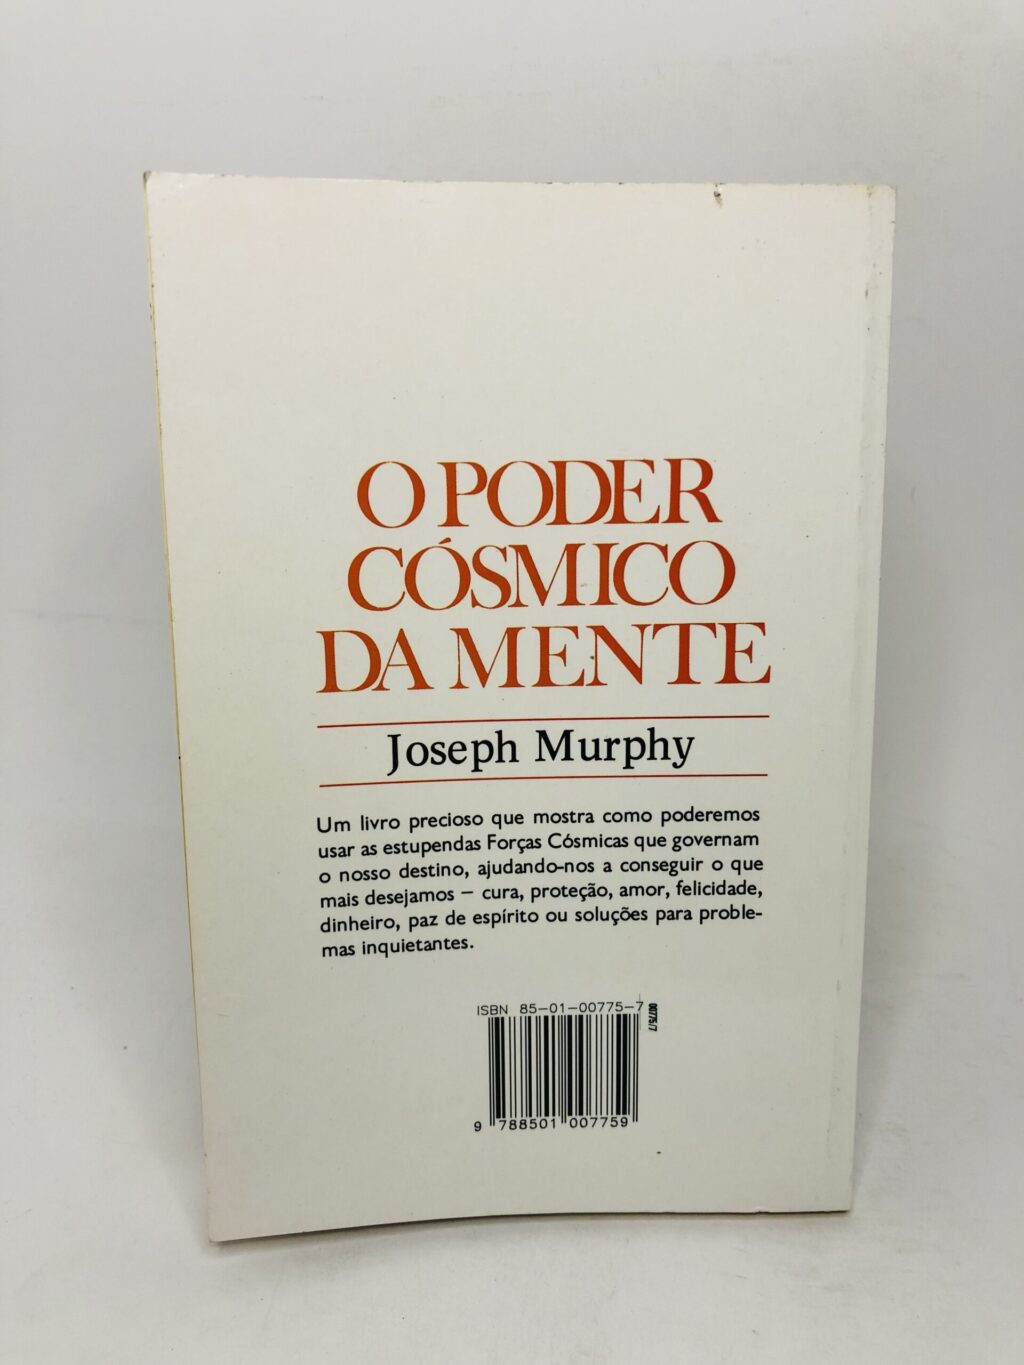 O PODER
CÓSMICO
DA MENTE
Joseph Murphy
Um livro precioso que mostra como poderemos
usar as estupendas Forças Cósmicas que governam
o nosso destino, ajudando-nos a conseguir o que
mais desejamos – cura, proteção, amor, felicidade,
dinheiro, paz de espírito ou soluções para proble-
mas inquietantes.
ISBN 85-01-00775-7
00775/7
9 788501 007759